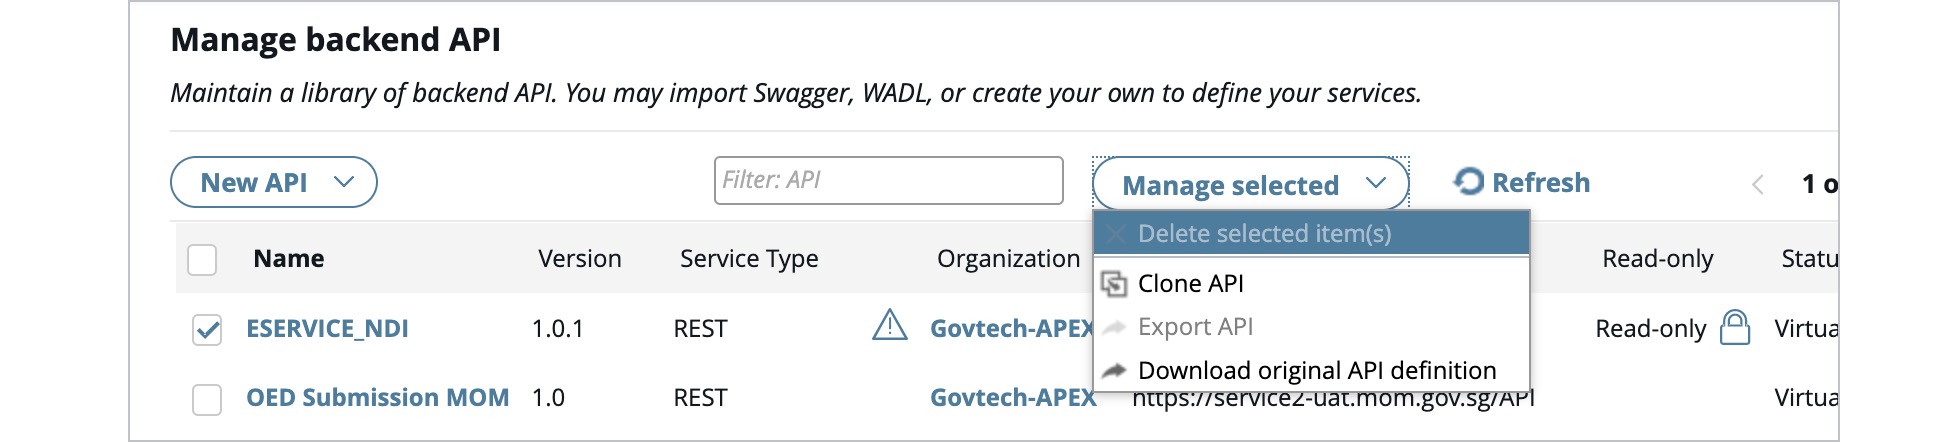 Manage backend API
Maintain a library of backend API. You may import Swagger, WADL, or create your own to define your services.
New API Filter: API Manage selected Refresh 1 o
Delete selected item(s)
Clone API
Export API
Download original API definition
Name Version Service Type Organization Read-only Statu
ESERVICE_NDI 1.0.1 REST Govtech-APEX Read-only Virtua
OED Submission MOM 1.0 REST Govtech-APEX https://service2-uat.mom.gov.sg/API Virtua